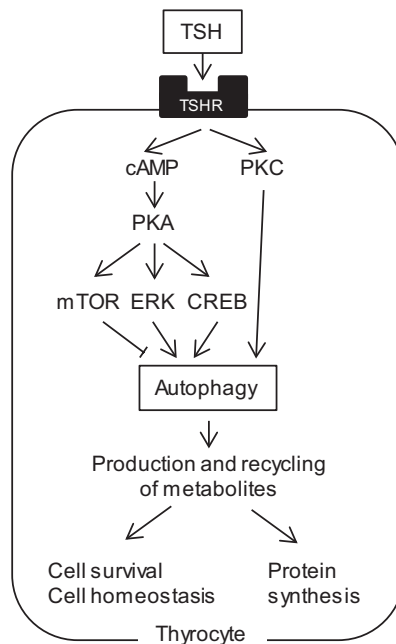 TSH
TSHR
cAMP PKC
PKA
mTOR ERK CREB
Autophagy
Production and recycling
of metabolites
Cell survival
Cell homeostasis
Protein
synthesis
Thyrocyte